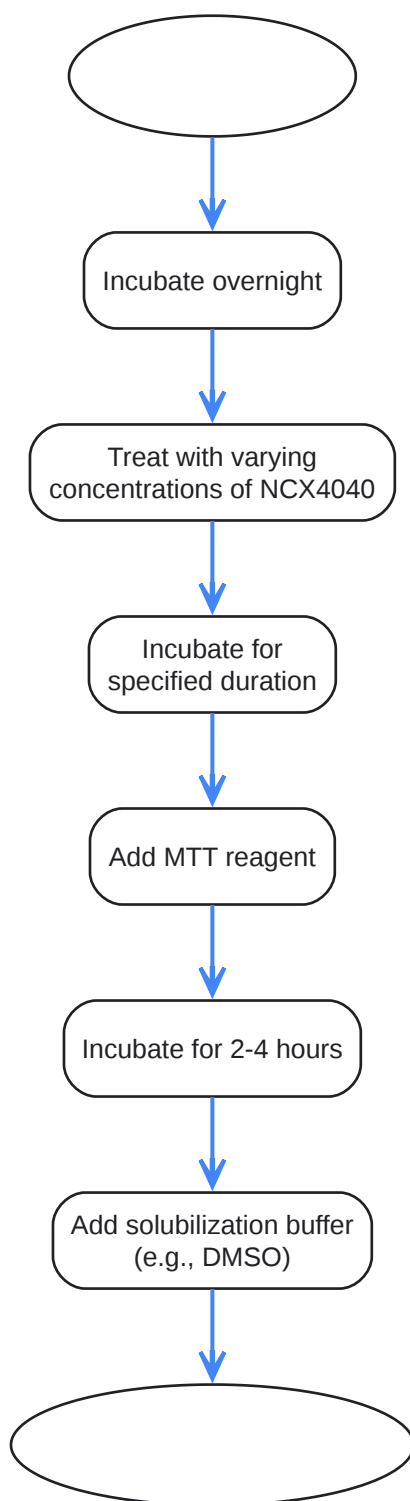 Incubate overnight
Treat with varying
concentrations of NCX4040
Incubate for
specified duration
Add MTT reagent
Incubate for 2-4 hours
Add solubilization buffer
(e.g., DMSO)